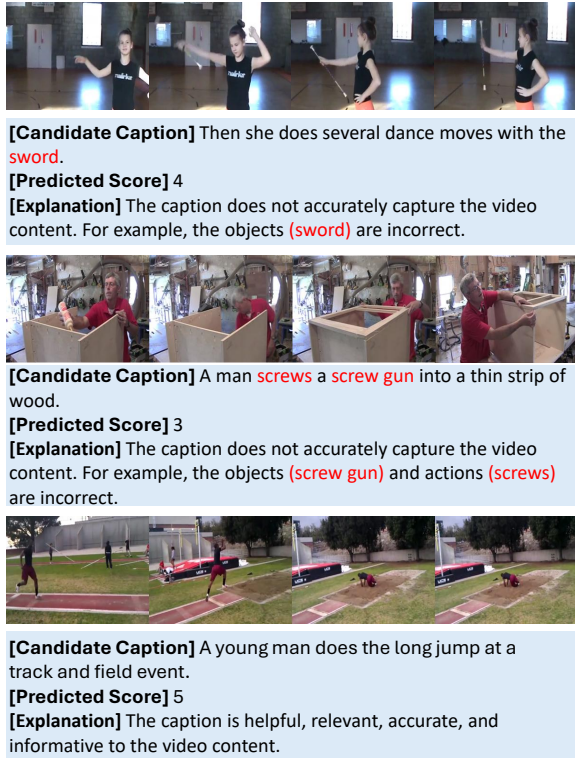 [Candidate Caption] Then she does several dance moves with the
sword.
[Predicted Score] 4
[Explanation] The caption does not accurately capture the video
content. For example, the objects (sword) are incorrect.
[Candidate Caption] A man screws a screw gun into a thin strip of
wood.
[Predicted Score] 3
[Explanation] The caption does not accurately capture the video
content. For example, the objects (screw gun) and actions (screws)
are incorrect.
[Candidate Caption] A young man does the long jump at a
track and field event.
[Predicted Score] 5
[Explanation] The caption is helpful, relevant, accurate, and
informative to the video content.